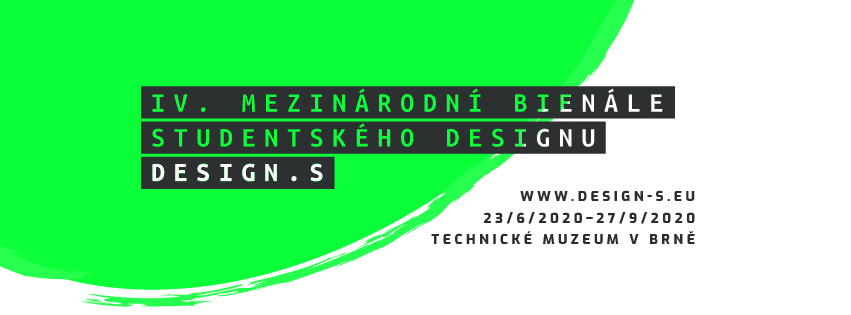 IV. MEZINÁRODNÍ BIENÁLE
STUDENTSKÉHO DESIGNU
DESIGN.S
WWW.DESIGN-S.EU
23/6/2020–27/9/2020
TECHNICKÉ MUZEUM V BRNĚ